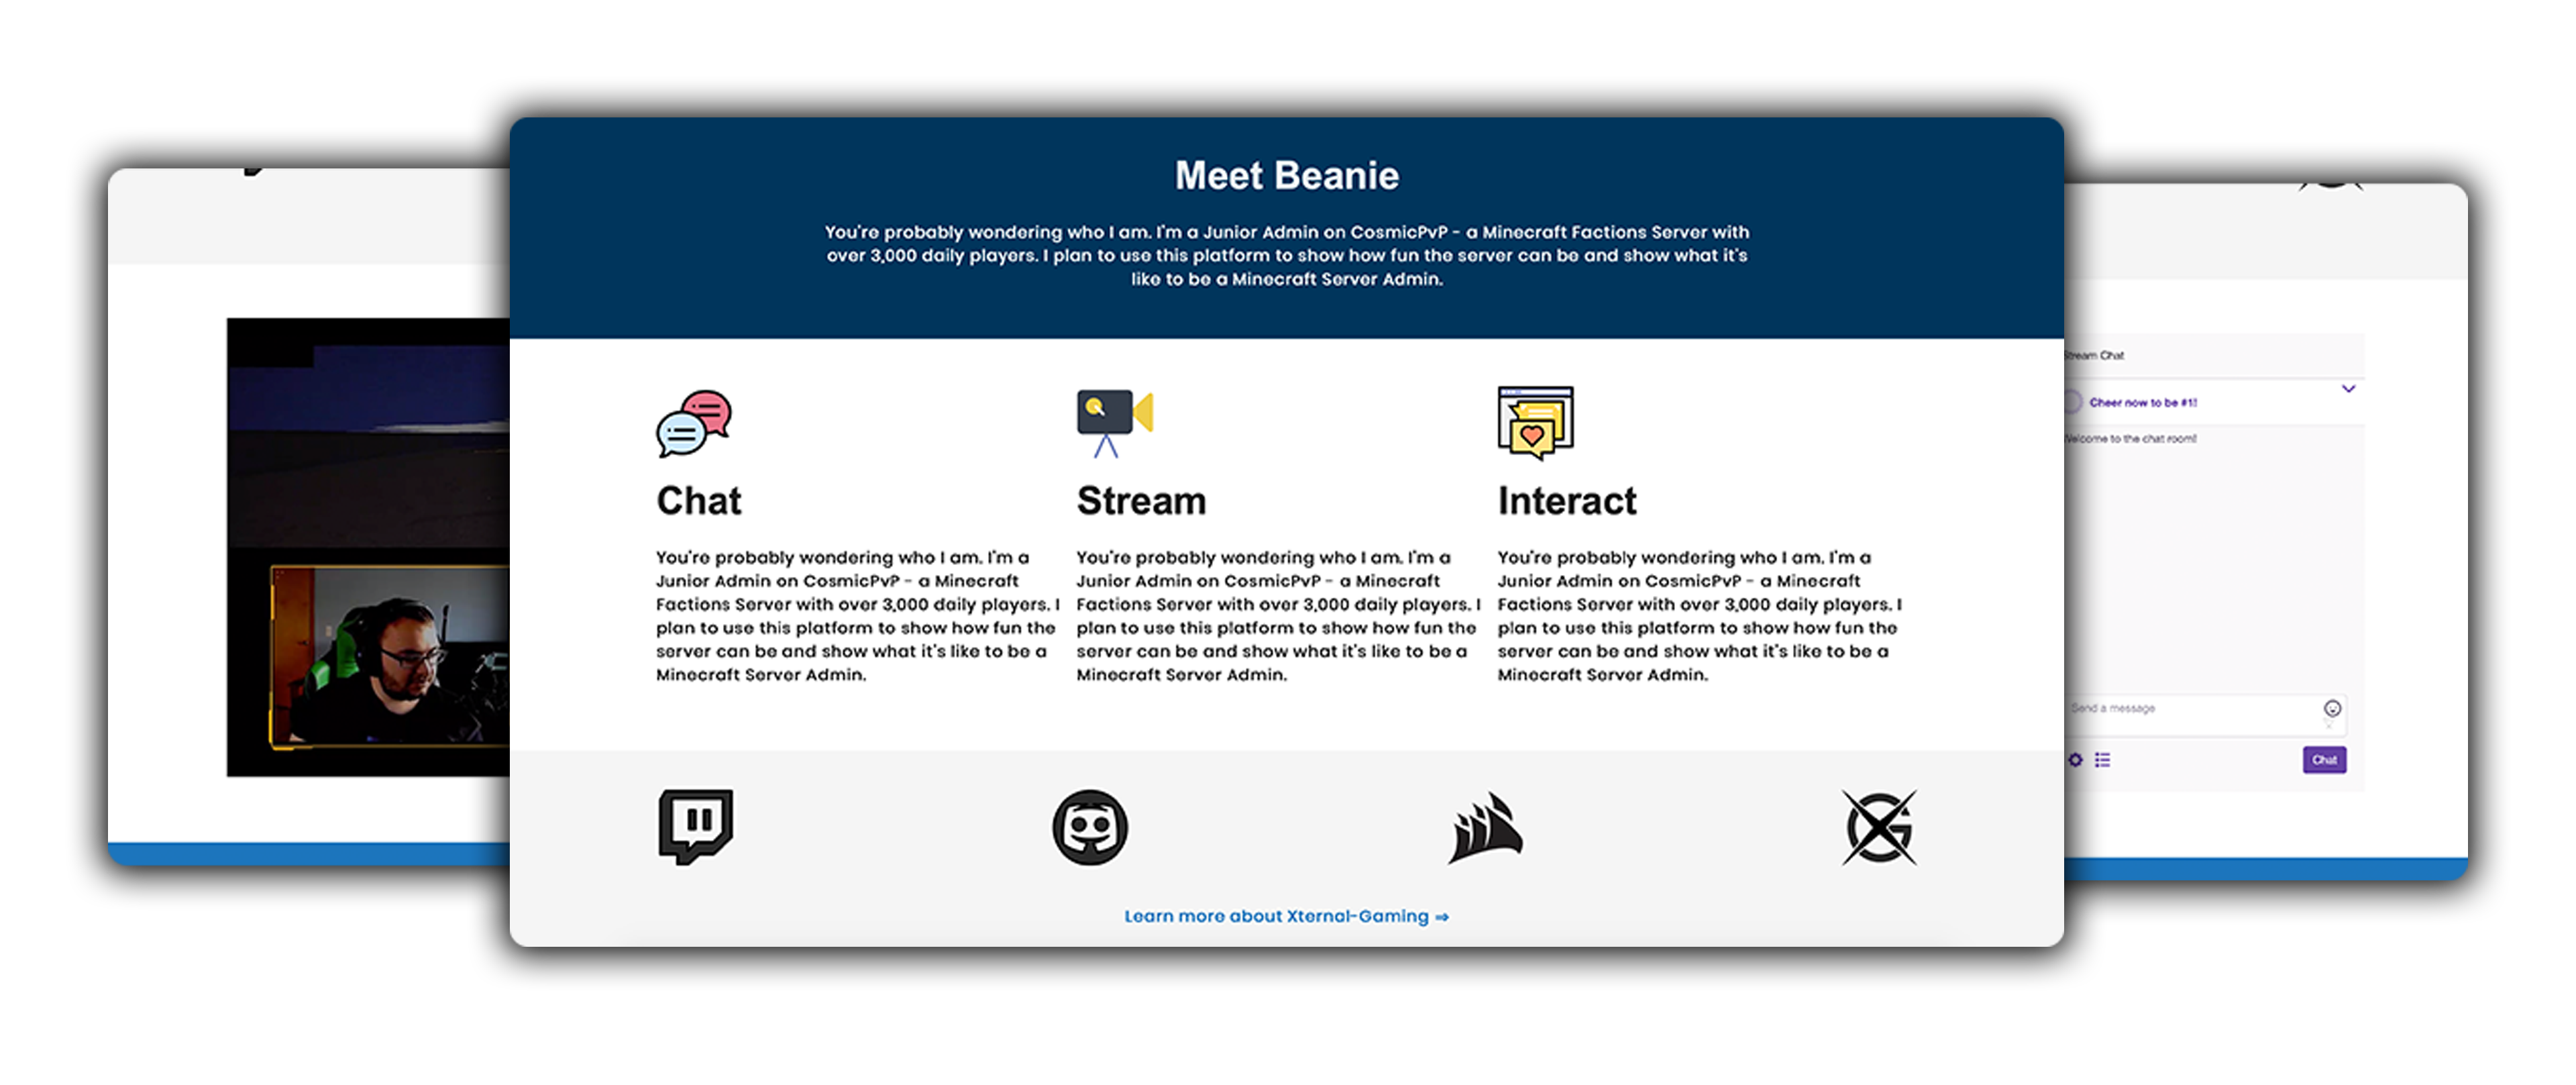 Meet Beanie
You're probably wondering who I am. I'm a Junior Admin on CosmicPvP - a Minecraft Factions Server with
over 3,000 daily players. I plan to use this platform to show how fun the server can be and show what it's
like to be a Minecraft Server Admin.
Chat
You're probably wondering who I am. I'm a
Junior Admin on CosmicPvP - a Minecraft
Factions Server with over 3,000 daily players. I
plan to use this platform to show how fun the
server can be and show what it's like to be a
Minecraft Server Admin.
Stream
You're probably wondering who I am. I'm a
Junior Admin on CosmicPvP - a Minecraft
Factions Server with over 3,000 daily players. I
plan to use this platform to show how fun the
server can be and show what it's like to be a
Minecraft Server Admin.
Interact
You're probably wondering who I am. I'm a
Junior Admin on CosmicPvP - a Minecraft
Factions Server with over 3,000 daily players. I
plan to use this platform to show how fun the
server can be and show what it's like to be a
Minecraft Server Admin.
Learn more about Xternal-Gaming ⇒
Stream Chat
Cheer now to be #1!
Welcome to the chat room!
Send a message
Chat